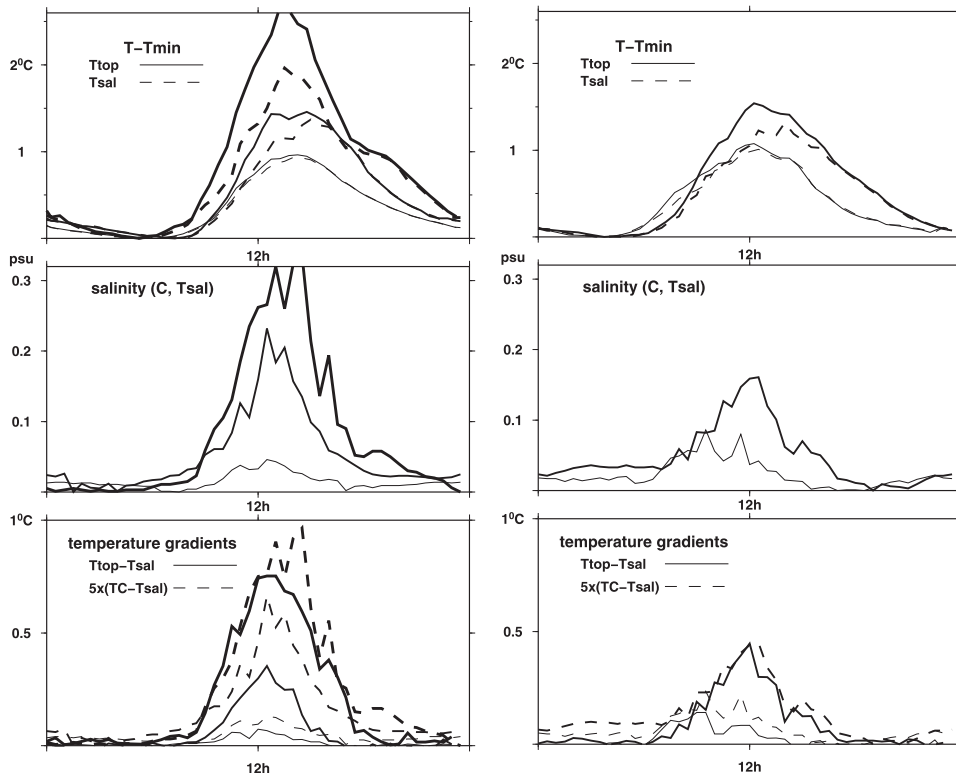 T−Tmin
2⁰C
Ttop
Tsal
1
12h
psu
0.3
salinity (C, Tsal)
0.2
0.1
12h
1⁰C
temperature gradients
Ttop−Tsal
5x(TC−Tsal)
0.5
12h
T−Tmin
2⁰C
Ttop
Tsal
1
12h
psu
0.3
salinity (C, Tsal)
0.2
0.1
12h
1⁰C
temperature gradients
Ttop−Tsal
5x(TC−Tsal)
0.5
12h